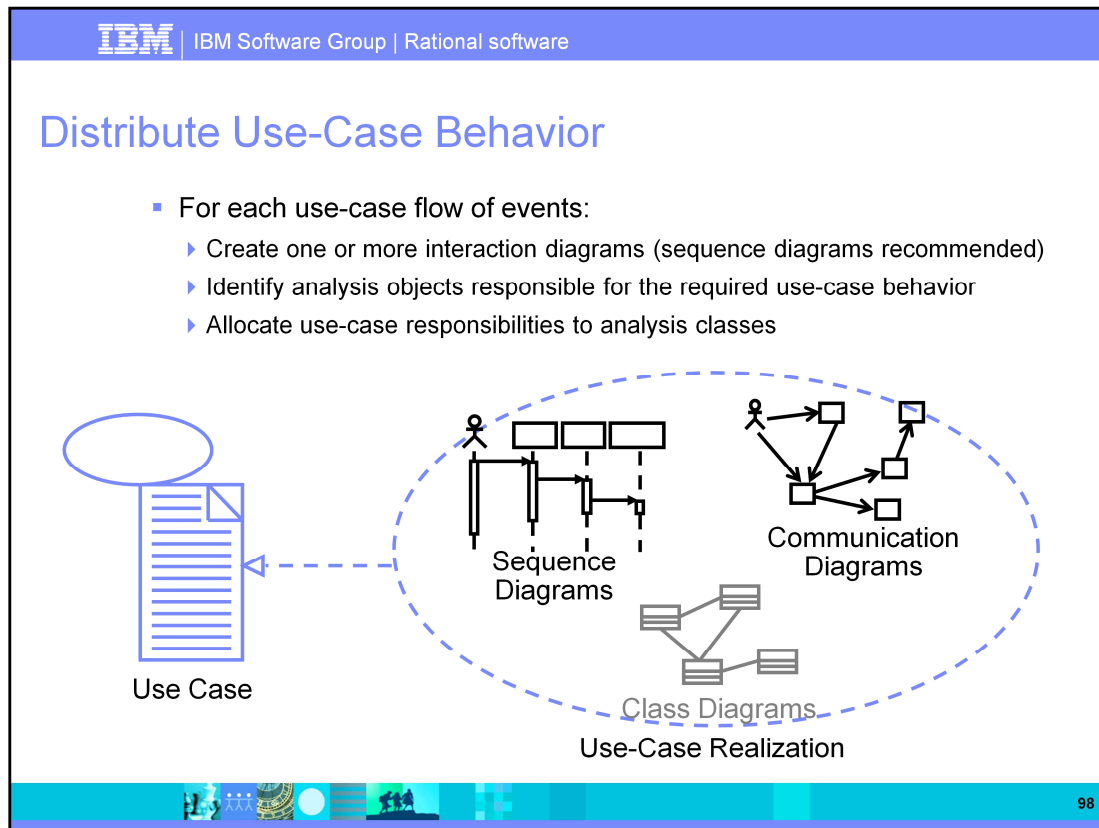 IBM | IBM Software Group | Rational software
Distribute Use-Case Behavior
For each use-case flow of events:
Create one or more interaction diagrams (sequence diagrams recommended)
Identify analysis objects responsible for the required use-case behavior
Allocate use-case responsibilities to analysis classes
Sequence
Diagrams
Communication
Diagrams
Class Diagrams
Use Case
Use-Case Realization
98